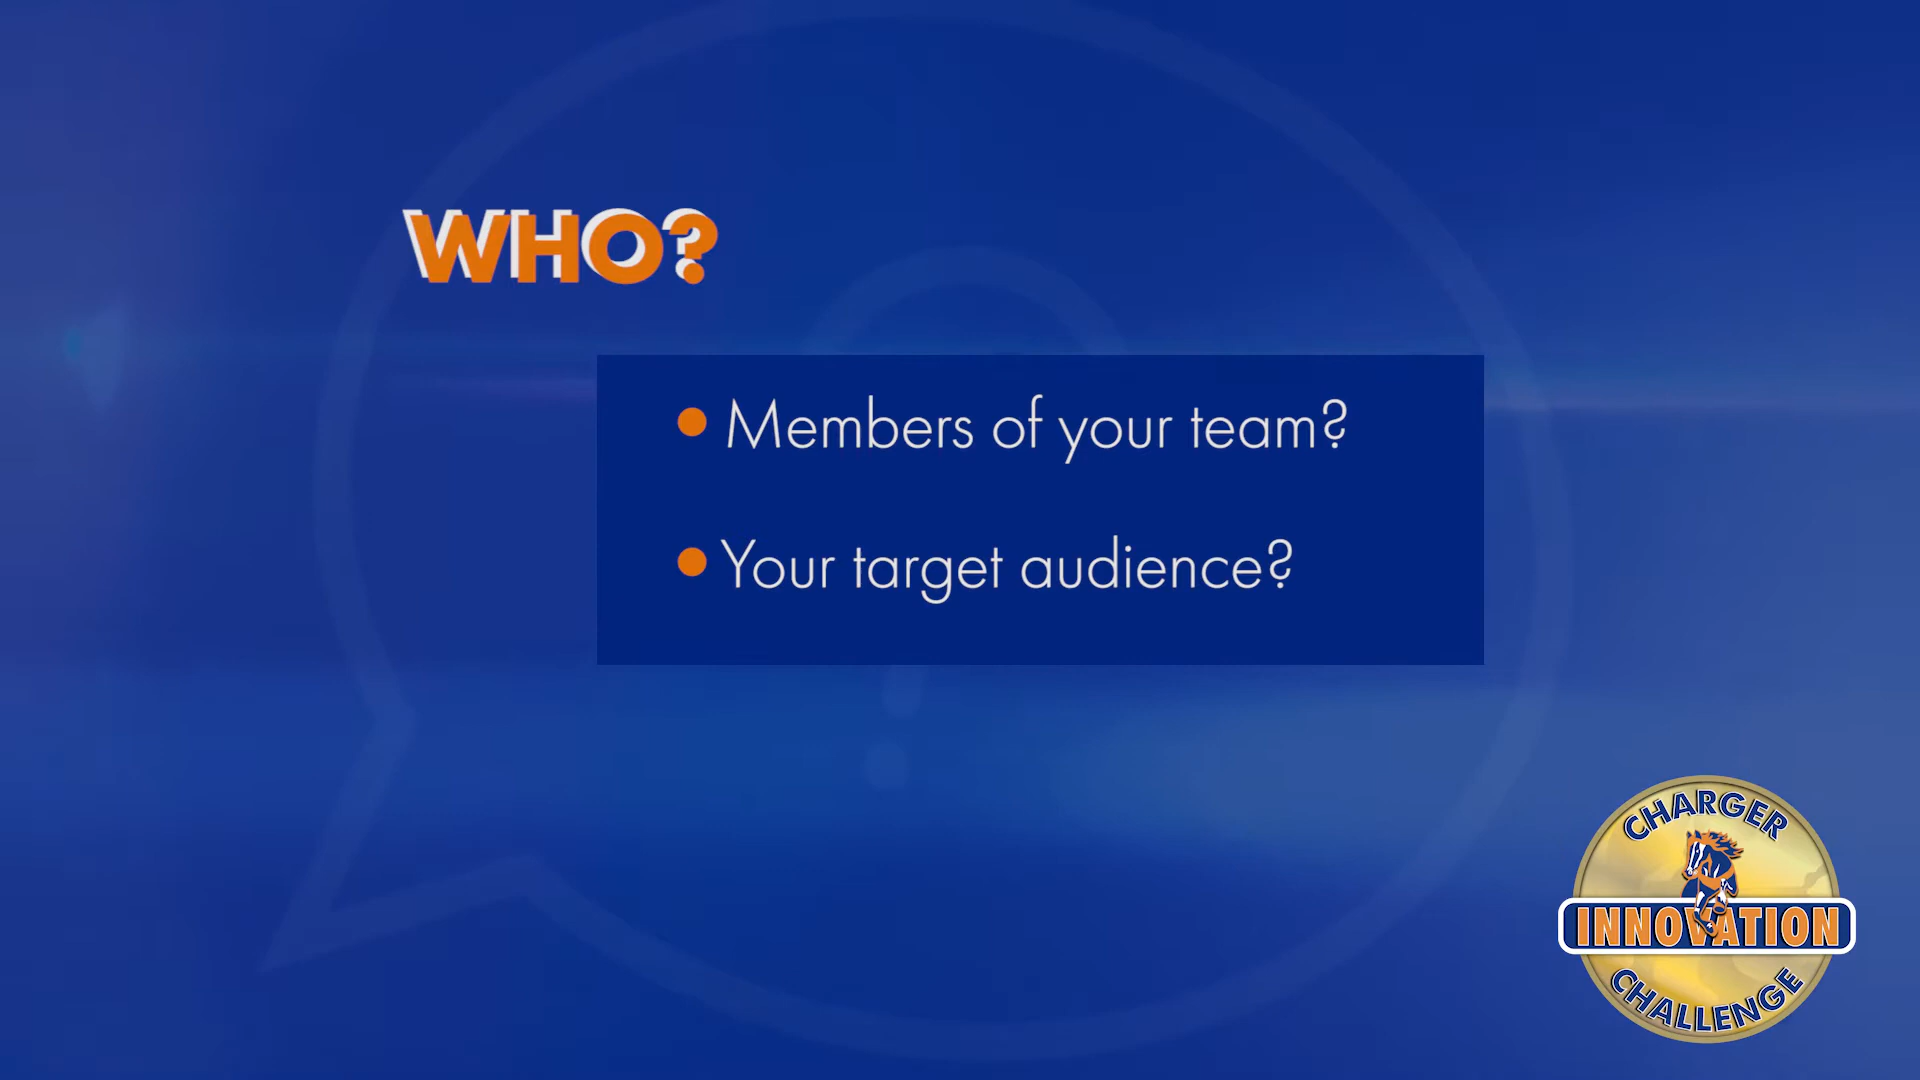 WHO?
Members of your team?
Your target audience?
CHARGER
INNOVATION
CHALLENGE